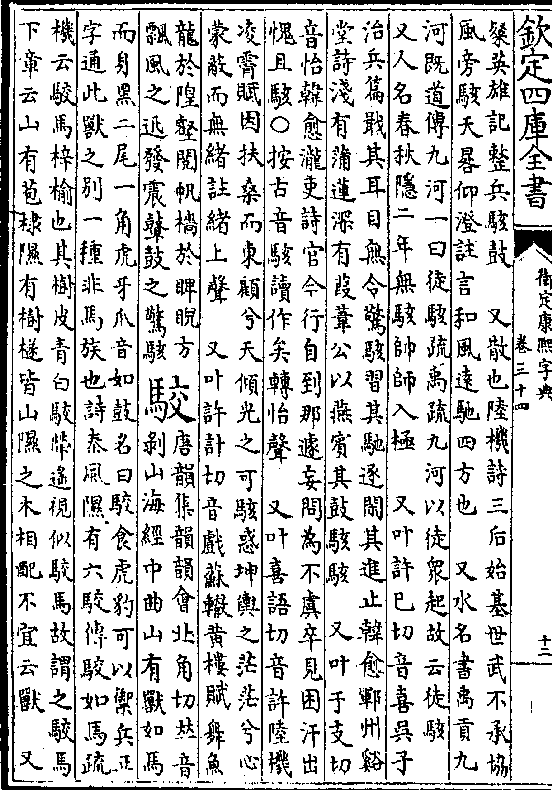 欽定四庫全書
御定康熙字典
卷三十四
十二
粲英雄記整兵駭鼓　又散也陸機詩三后始基世武丕承協
風旁駭天晷仰澄註言和風遠馳四方也　又水名書禹貢九
河既道傳九河一曰徒駭疏禹疏九河以徒衆起故云徒駭
又人名春秋隱二年無駭帥師入極　又叶許已切音喜吳子
治兵篇戢其耳目無令驚駭習其馳逐閑其進止韓愈鄆州谿
堂詩淺有蒲蓮深有葭葦公以燕賓其鼓駭駭　又叶于支切
音怡韓愈瀧吏詩官今行自到那遽妄問為不虞卒見困汗出
愧且駭○按古音駭讀作矣轉怡聲　又叶喜語切音許陸機
凌霄賦因扶桑而東顧兮天傾光之可駭惑坤輿之茫茫兮心
蒙蔽而無緒註緒上聲　又叶許計切音戲蘇轍黄樓賦舞魚
龍於隍壑閱帆檣於睥睨方
飄風之迅發震鼙鼓之驚駭
駮
唐韻集韻韻會北角切𠀤音
剝山海經中曲山有獸如馬
而身黑二尾一角虎牙爪音如鼓名曰駮食虎豹可以禦兵正
字通此獸之别一種非馬族也詩秦風隰有六駮傳駮如馬疏
機云駮馬梓榆也其樹皮青白駮犖遙視似駮馬故謂之駮馬
下章云山有苞棣隰有樹檖皆山隰之木相配不宜云獸　又